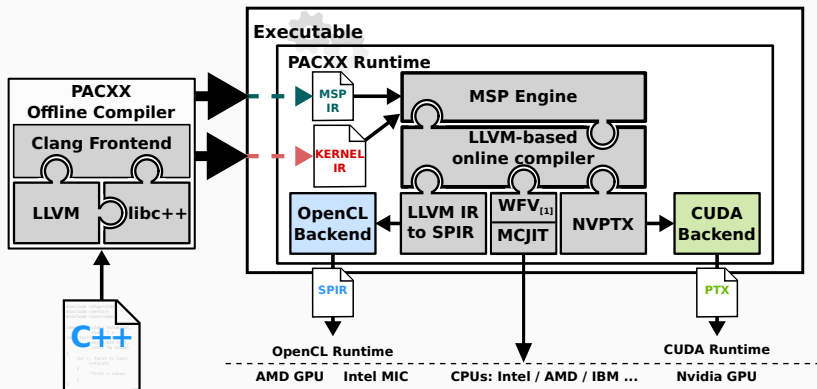 Executable
PACXX Runtime
PACXX
Offline Compiler
Clang Frontend
LLVM
libc++
C++
MSP
IR
KERNEL
IR
MSP Engine
LLVM-based
online compiler
OpenCL
Backend
LLVM IR
to SPIR
WFV[1]
MCJIT
NVPTX
CUDA
Backend
SPIR
PTX
OpenCL Runtime
CUDA Runtime
AMD GPU
Intel MIC
CPUs: Intel / AMD / IBM ...
Nvidia GPU